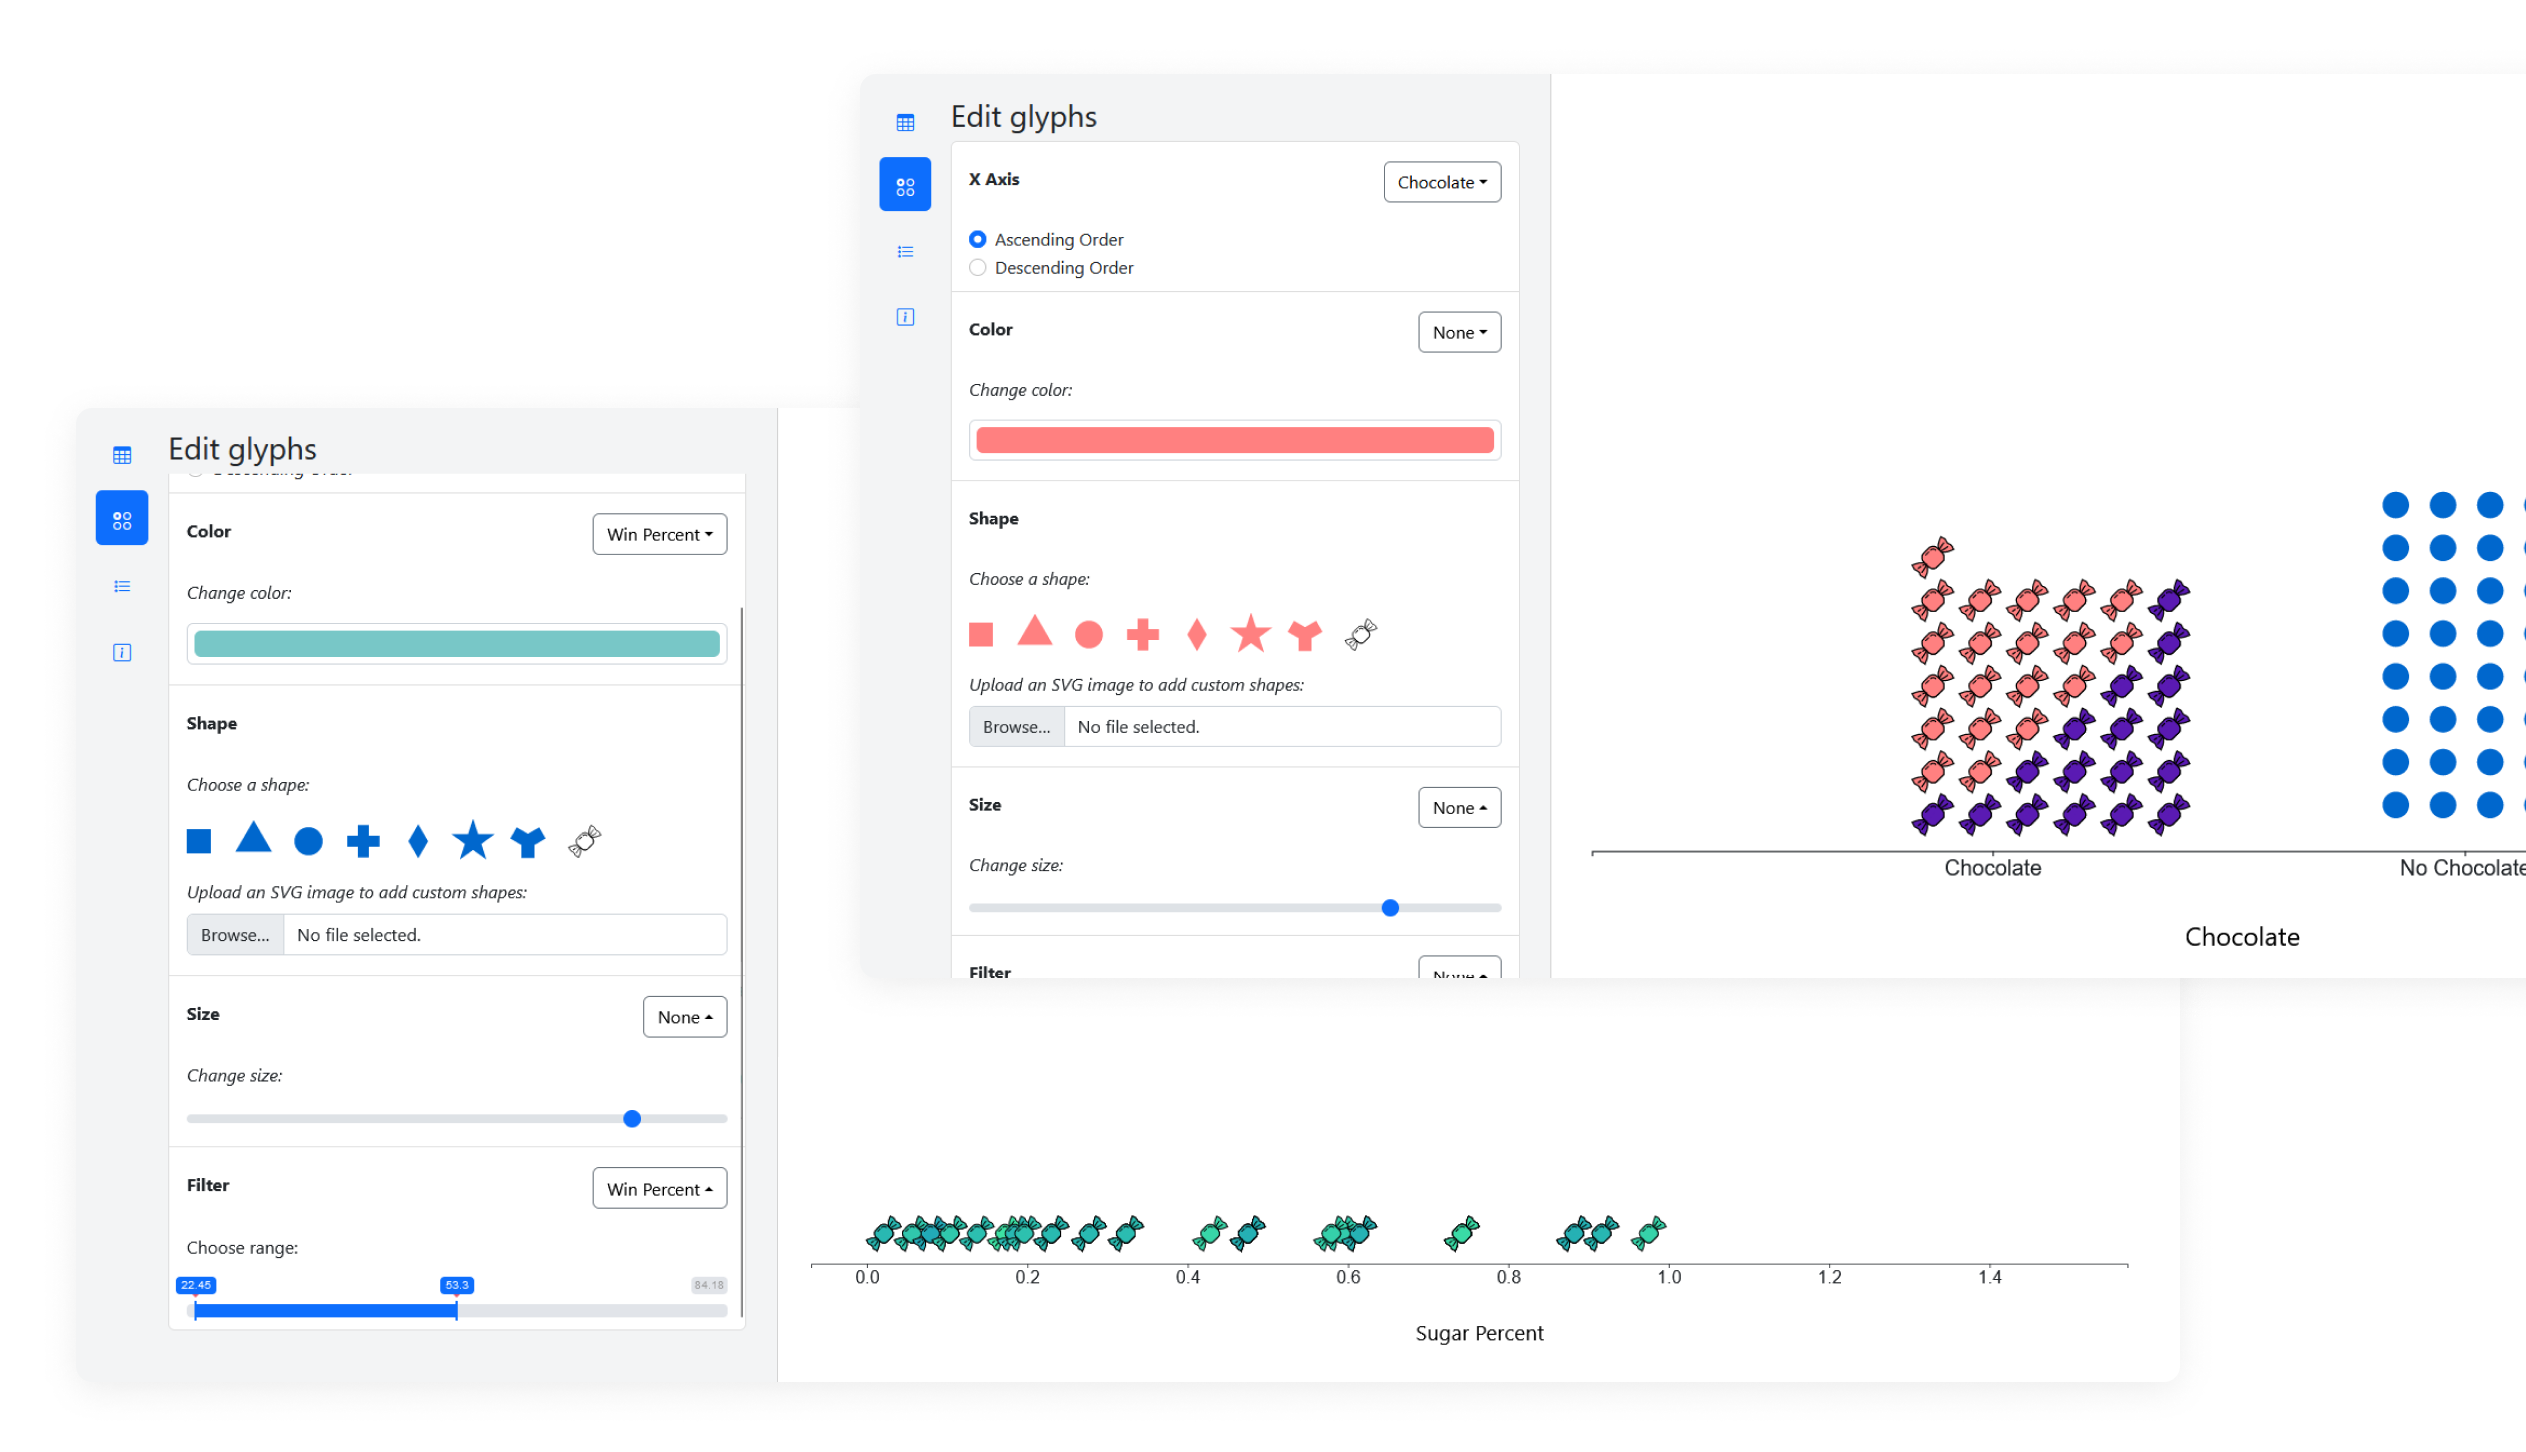 Edit glyphs
X Axis
Chocolate
Ascending Order
Descending Order
Color
None
Change color:
Shape
Choose a shape:
Upload an SVG image to add custom shapes:
Browse...
No file selected.
Size
None
Change size:
Filter
None
Chocolate
No Chocolate
Chocolate
Edit glyphs
Descending Order
Color
Win Percent
Change color:
Shape
Choose a shape:
Upload an SVG image to add custom shapes:
Browse...
No file selected.
Size
None
Change size:
Filter
Win Percent
Choose range:
22.45
53.3
84.18
0.0
0.2
0.4
0.6
0.8
1.0
1.2
1.4
Sugar Percent